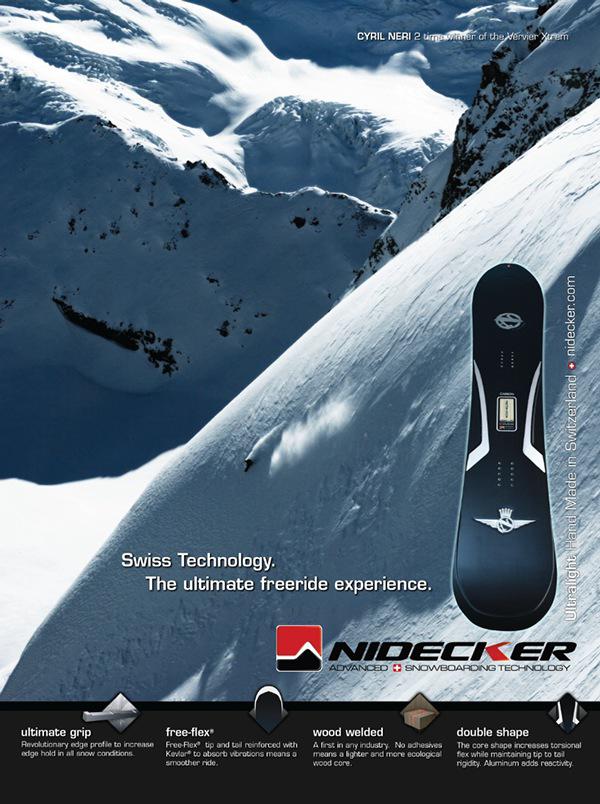 CYRIL NERI 2 time winner of the Vervier Xtrem
Ultralight Hand Made in Switzerland nidecker.com
Swiss Technology.
The ultimate freeride experience.
NIDECKER
ADVANCED SNOWBOARDING TECHNOLOGY
ultimate grip
Revolutionary edge profile to increase
edge hold in all snow conditions.
free-flex®
Free-Flex® tip and tail reinforced with
Kevlar® to absorb vibrations means a
smoother ride.
wood welded
A first in any industry. No adhesives
means a lighter and more ecological
wood core.
double shape
The core shape increases torsional
flex while maintaining tip to tail
rigidity. Aluminum adds reactivity.